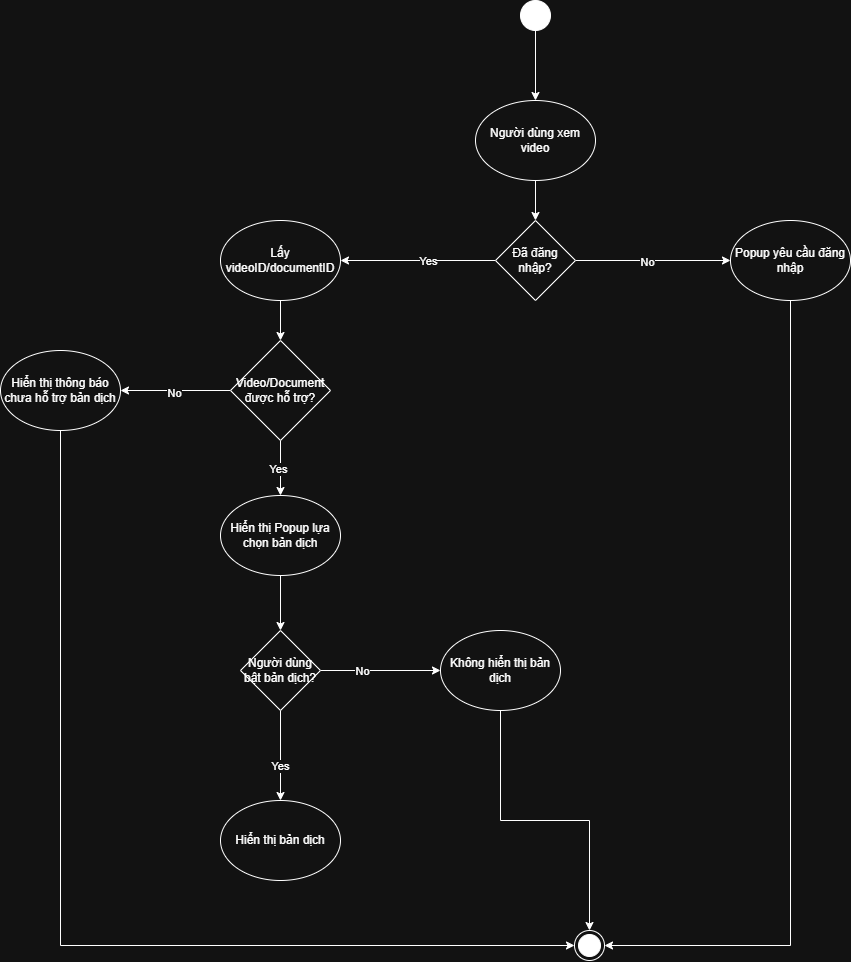 Người dùng xem
video
Lấy
videoID/documentID
Yes
Đã đăng
nhập?
No
Popup yêu cầu đăng
nhập
Hiển thị thông báo
chưa hỗ trợ bản dịch
No
Video/Document
được hỗ trợ?
Yes
Hiển thị Popup lựa
chọn bản dịch
Người dùng
bật bản dịch?
No
Không hiển thị bản
dịch
Yes
Hiển thị bản dịch